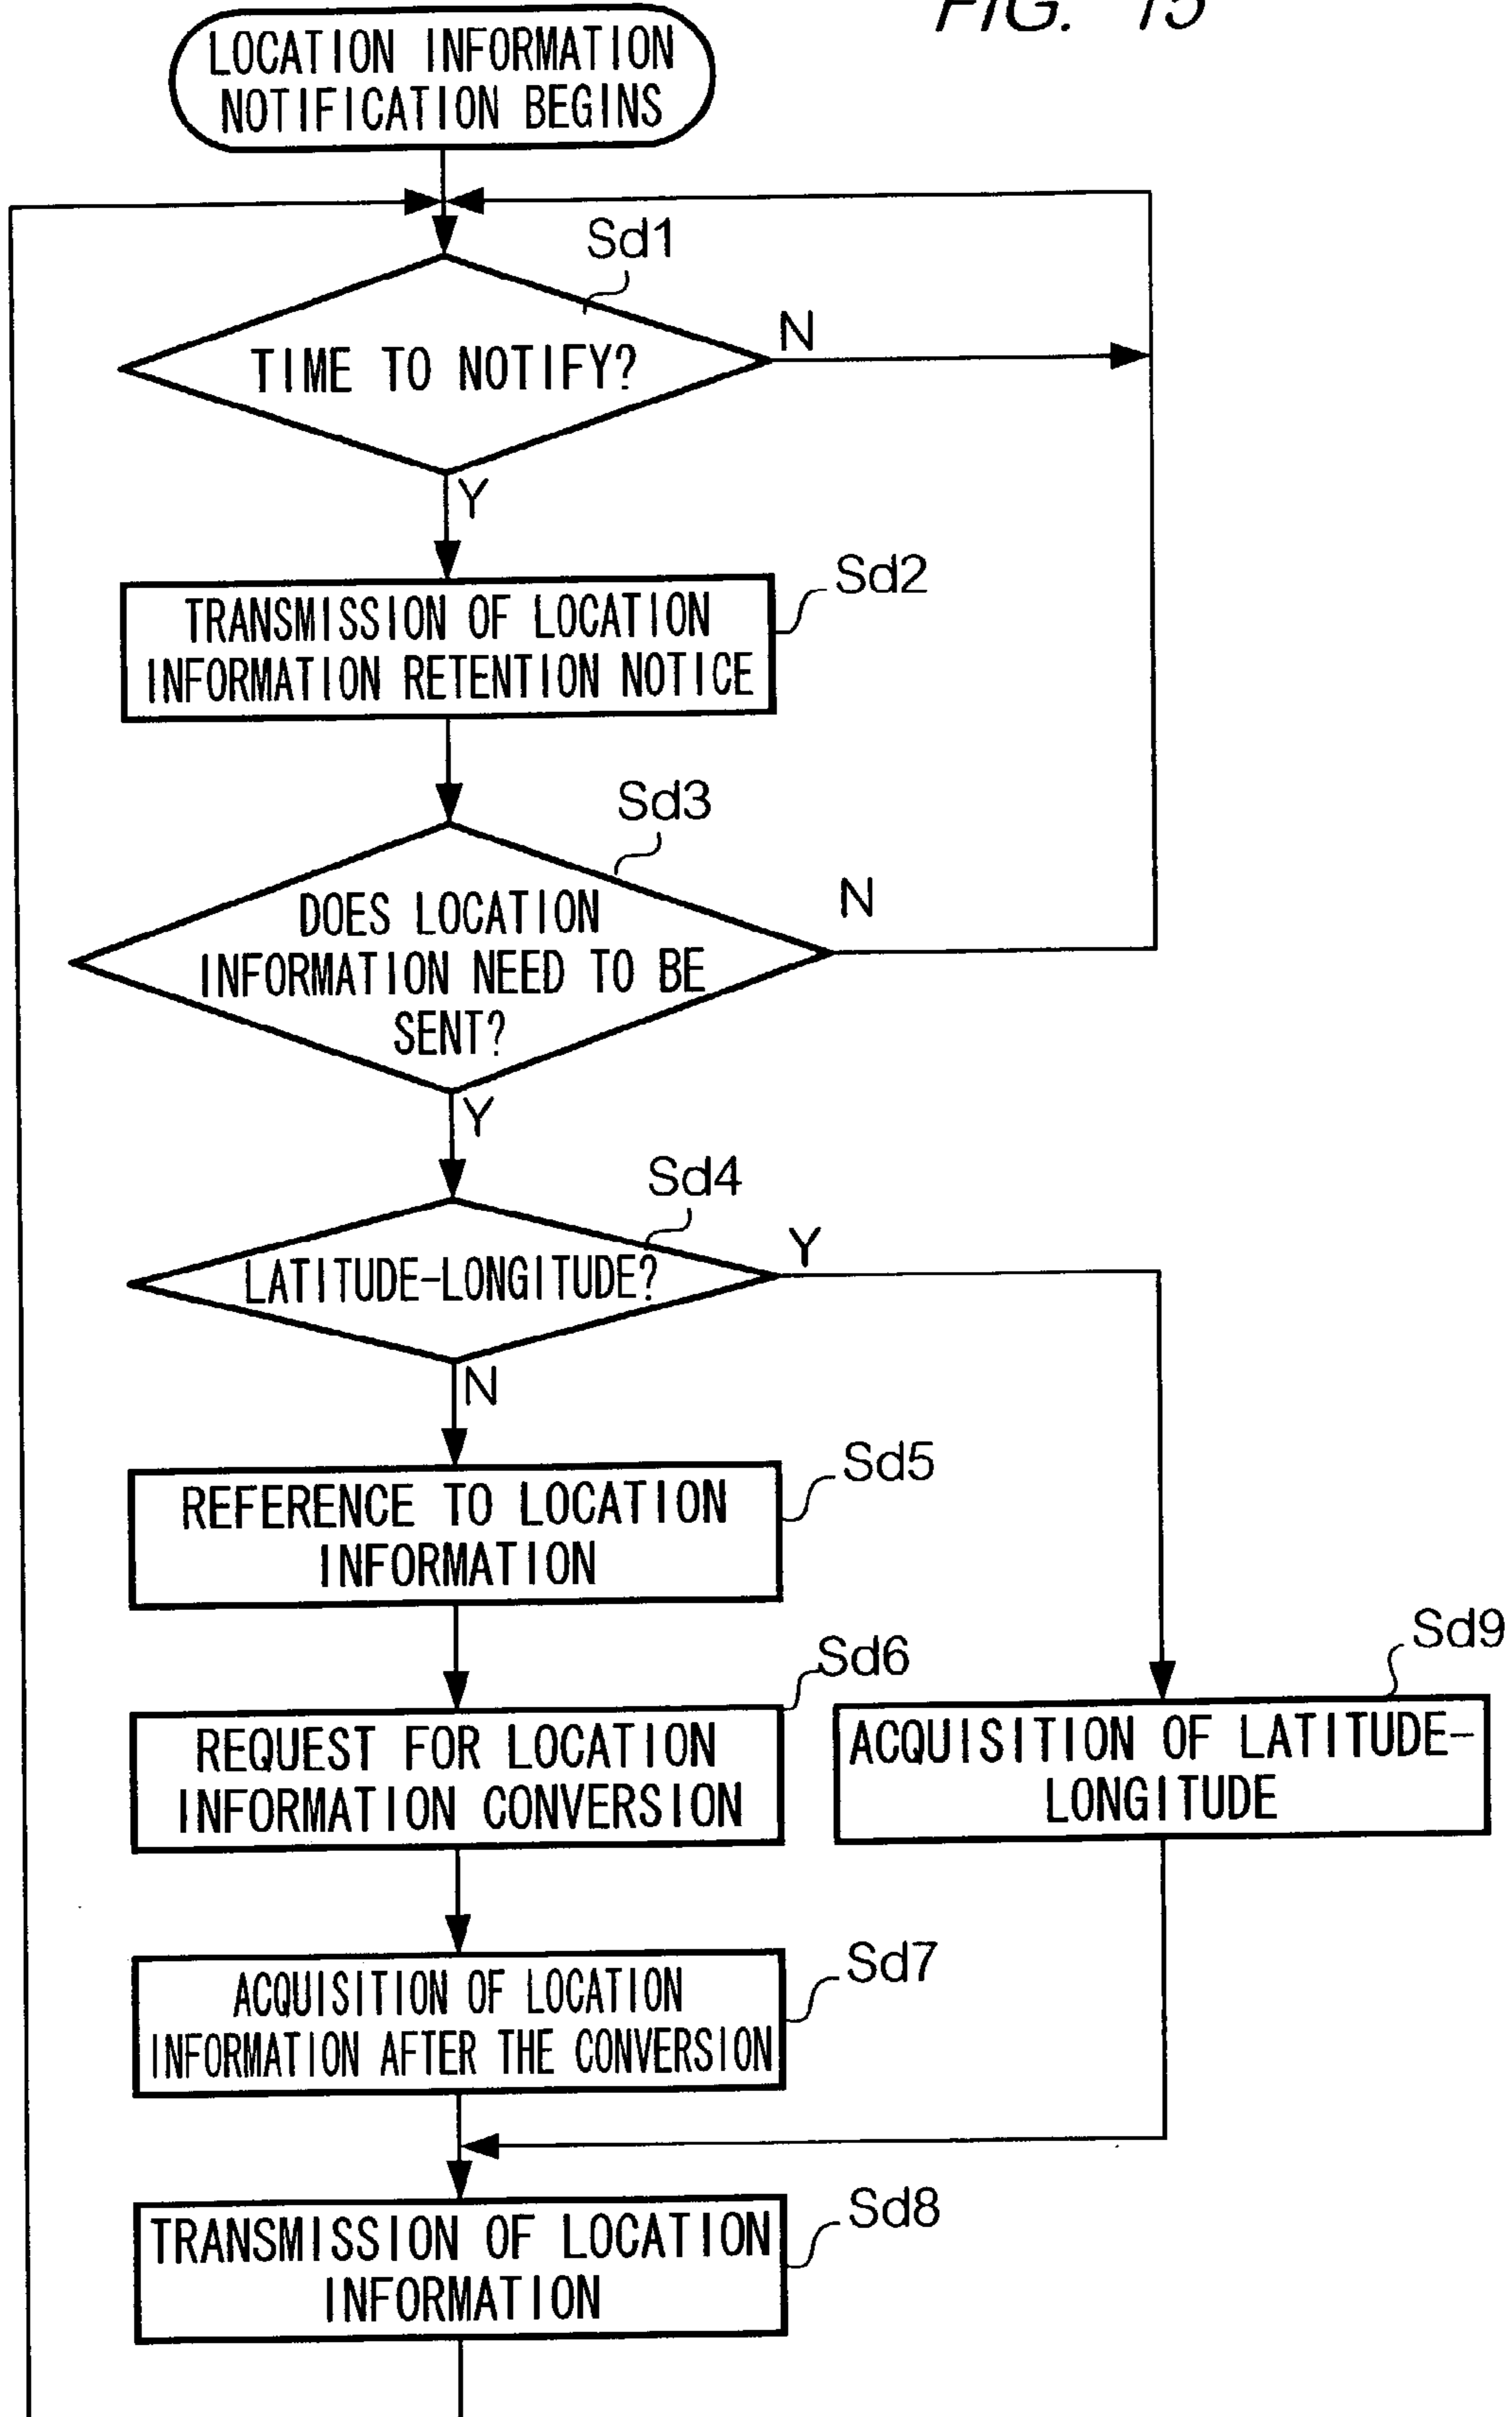 FIG. 15
LOCATION INFORMATION
NOTIFICATION BEGINS
Sd1
TIME TO NOTIFY?
N
Y
Sd2
TRANSMISSION OF LOCATION
INFORMATION RETENTION NOTICE
Sd3
DOES LOCATION
INFORMATION NEED TO BE
SENT?
N
Y
Sd4
LATITUDE-LONGITUDE?
Y
N
Sd5
REFERENCE TO LOCATION
INFORMATION
Sd6
REQUEST FOR LOCATION
INFORMATION CONVERSION
Sd9
ACQUISITION OF LATITUDE-
LONGITUDE
Sd7
ACQUISITION OF LOCATION
INFORMATION AFTER THE CONVERSION
Sd8
TRANSMISSION OF LOCATION
INFORMATION